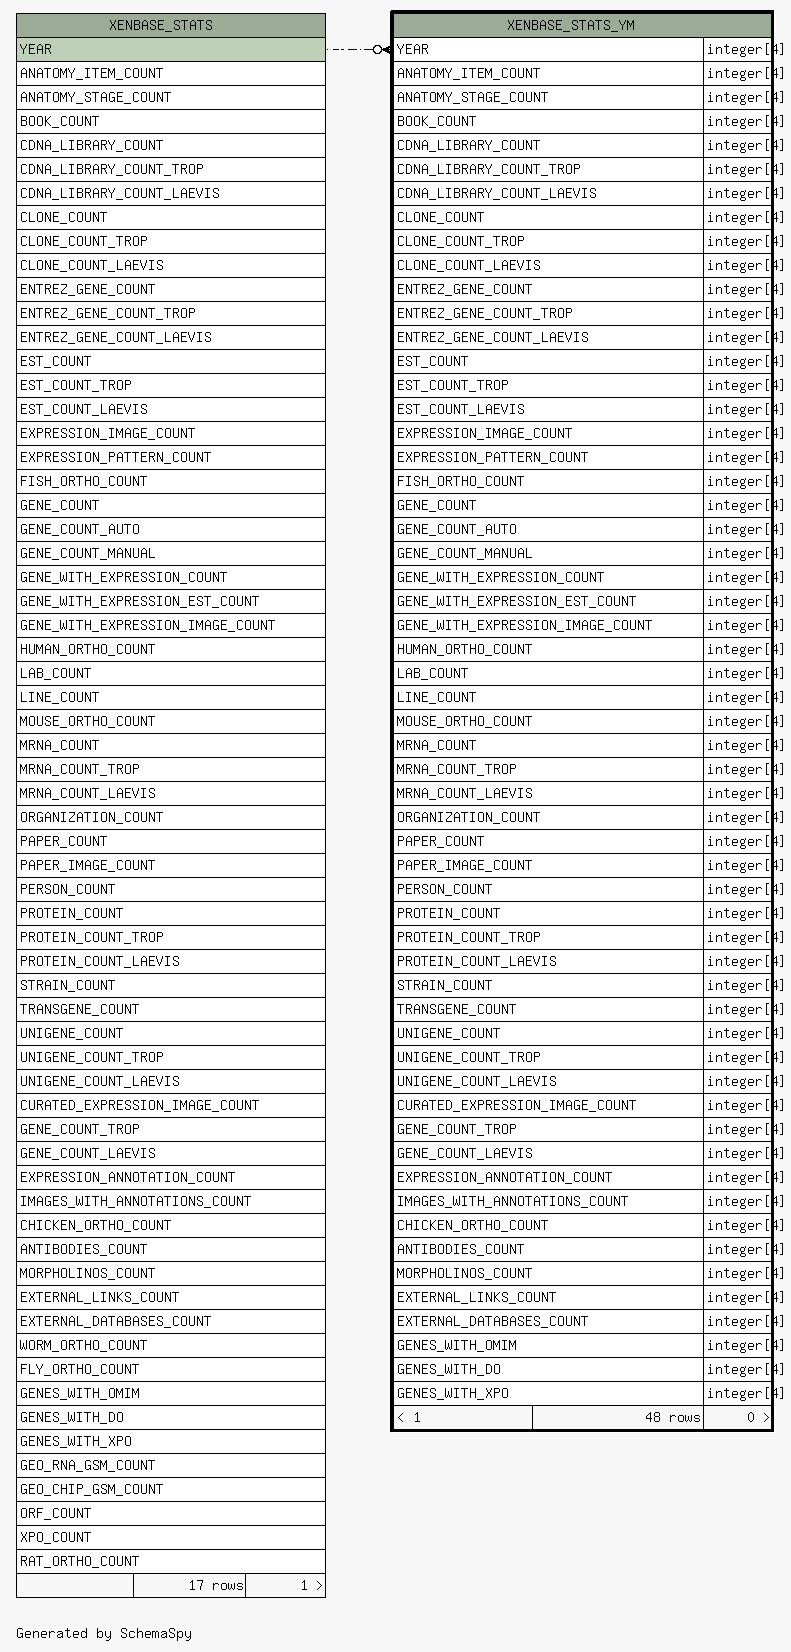 XENBASE_STATS
YEAR
ANATOMY_ITEM_COUNT
ANATOMY_STAGE_COUNT
BOOK_COUNT
CDNA_LIBRARY_COUNT
CDNA_LIBRARY_COUNT_TROP
CDNA_LIBRARY_COUNT_LAEVIS
CLONE_COUNT
CLONE_COUNT_TROP
CLONE_COUNT_LAEVIS
ENTREZ_GENE_COUNT
ENTREZ_GENE_COUNT_TROP
ENTREZ_GENE_COUNT_LAEVIS
EST_COUNT
EST_COUNT_TROP
EST_COUNT_LAEVIS
EXPRESSION_IMAGE_COUNT
EXPRESSION_PATTERN_COUNT
FISH_ORTHO_COUNT
GENE_COUNT
GENE_COUNT_AUTO
GENE_COUNT_MANUAL
GENE_WITH_EXPRESSION_COUNT
GENE_WITH_EXPRESSION_EST_COUNT
GENE_WITH_EXPRESSION_IMAGE_COUNT
HUMAN_ORTHO_COUNT
LAB_COUNT
LINE_COUNT
MOUSE_ORTHO_COUNT
MRNA_COUNT
MRNA_COUNT_TROP
MRNA_COUNT_LAEVIS
ORGANIZATION_COUNT
PAPER_COUNT
PAPER_IMAGE_COUNT
PERSON_COUNT
PROTEIN_COUNT
PROTEIN_COUNT_TROP
PROTEIN_COUNT_LAEVIS
STRAIN_COUNT
TRANSGENE_COUNT
UNIGENE_COUNT
UNIGENE_COUNT_TROP
UNIGENE_COUNT_LAEVIS
CURATED_EXPRESSION_IMAGE_COUNT
GENE_COUNT_TROP
GENE_COUNT_LAEVIS
EXPRESSION_ANNOTATION_COUNT
IMAGES_WITH_ANNOTATIONS_COUNT
CHICKEN_ORTHO_COUNT
ANTIBODIES_COUNT
MORPHOLINOS_COUNT
EXTERNAL_LINKS_COUNT
EXTERNAL_DATABASES_COUNT
WORM_ORTHO_COUNT
FLY_ORTHO_COUNT
GENES_WITH_OMIM
GENES_WITH_DO
GENES_WITH_XPO
GEO_RNA_GSM_COUNT
GEO_CHIP_GSM_COUNT
ORF_COUNT
XPO_COUNT
RAT_ORTHO_COUNT
17 rows 1 >
XENBASE_STATS_YM
YEAR integer[4]
ANATOMY_ITEM_COUNT integer[4]
ANATOMY_STAGE_COUNT integer[4]
BOOK_COUNT integer[4]
CDNA_LIBRARY_COUNT integer[4]
CDNA_LIBRARY_COUNT_TROP integer[4]
CDNA_LIBRARY_COUNT_LAEVIS integer[4]
CLONE_COUNT integer[4]
CLONE_COUNT_TROP integer[4]
CLONE_COUNT_LAEVIS integer[4]
ENTREZ_GENE_COUNT integer[4]
ENTREZ_GENE_COUNT_TROP integer[4]
ENTREZ_GENE_COUNT_LAEVIS integer[4]
EST_COUNT integer[4]
EST_COUNT_TROP integer[4]
EST_COUNT_LAEVIS integer[4]
EXPRESSION_IMAGE_COUNT integer[4]
EXPRESSION_PATTERN_COUNT integer[4]
FISH_ORTHO_COUNT integer[4]
GENE_COUNT integer[4]
GENE_COUNT_AUTO integer[4]
GENE_COUNT_MANUAL integer[4]
GENE_WITH_EXPRESSION_COUNT integer[4]
GENE_WITH_EXPRESSION_EST_COUNT integer[4]
GENE_WITH_EXPRESSION_IMAGE_COUNT integer[4]
HUMAN_ORTHO_COUNT integer[4]
LAB_COUNT integer[4]
LINE_COUNT integer[4]
MOUSE_ORTHO_COUNT integer[4]
MRNA_COUNT integer[4]
MRNA_COUNT_TROP integer[4]
MRNA_COUNT_LAEVIS integer[4]
ORGANIZATION_COUNT integer[4]
PAPER_COUNT integer[4]
PAPER_IMAGE_COUNT integer[4]
PERSON_COUNT integer[4]
PROTEIN_COUNT integer[4]
PROTEIN_COUNT_TROP integer[4]
PROTEIN_COUNT_LAEVIS integer[4]
STRAIN_COUNT integer[4]
TRANSGENE_COUNT integer[4]
UNIGENE_COUNT integer[4]
UNIGENE_COUNT_TROP integer[4]
UNIGENE_COUNT_LAEVIS integer[4]
CURATED_EXPRESSION_IMAGE_COUNT integer[4]
GENE_COUNT_TROP integer[4]
GENE_COUNT_LAEVIS integer[4]
EXPRESSION_ANNOTATION_COUNT integer[4]
IMAGES_WITH_ANNOTATIONS_COUNT integer[4]
CHICKEN_ORTHO_COUNT integer[4]
ANTIBODIES_COUNT integer[4]
MORPHOLINOS_COUNT integer[4]
EXTERNAL_LINKS_COUNT integer[4]
EXTERNAL_DATABASES_COUNT integer[4]
GENES_WITH_OMIM integer[4]
GENES_WITH_DO integer[4]
GENES_WITH_XPO integer[4]
< 1 48 rows 0 >
Generated by SchemaSpy